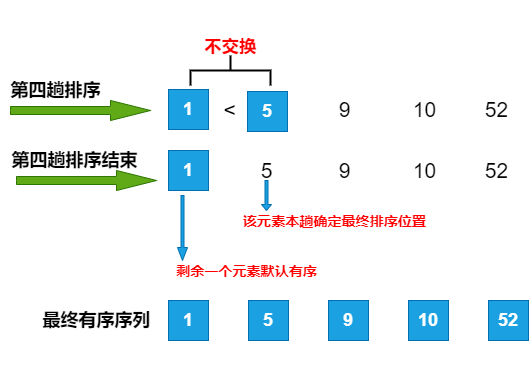 不交换
第四趟排序
1 < 5 9 10 52
第四趟排序结束
1 5 9 10 52
该元素本趟确定最终排序位置
剩余一个元素默认有序
最终有序序列 1 5 9 10 52